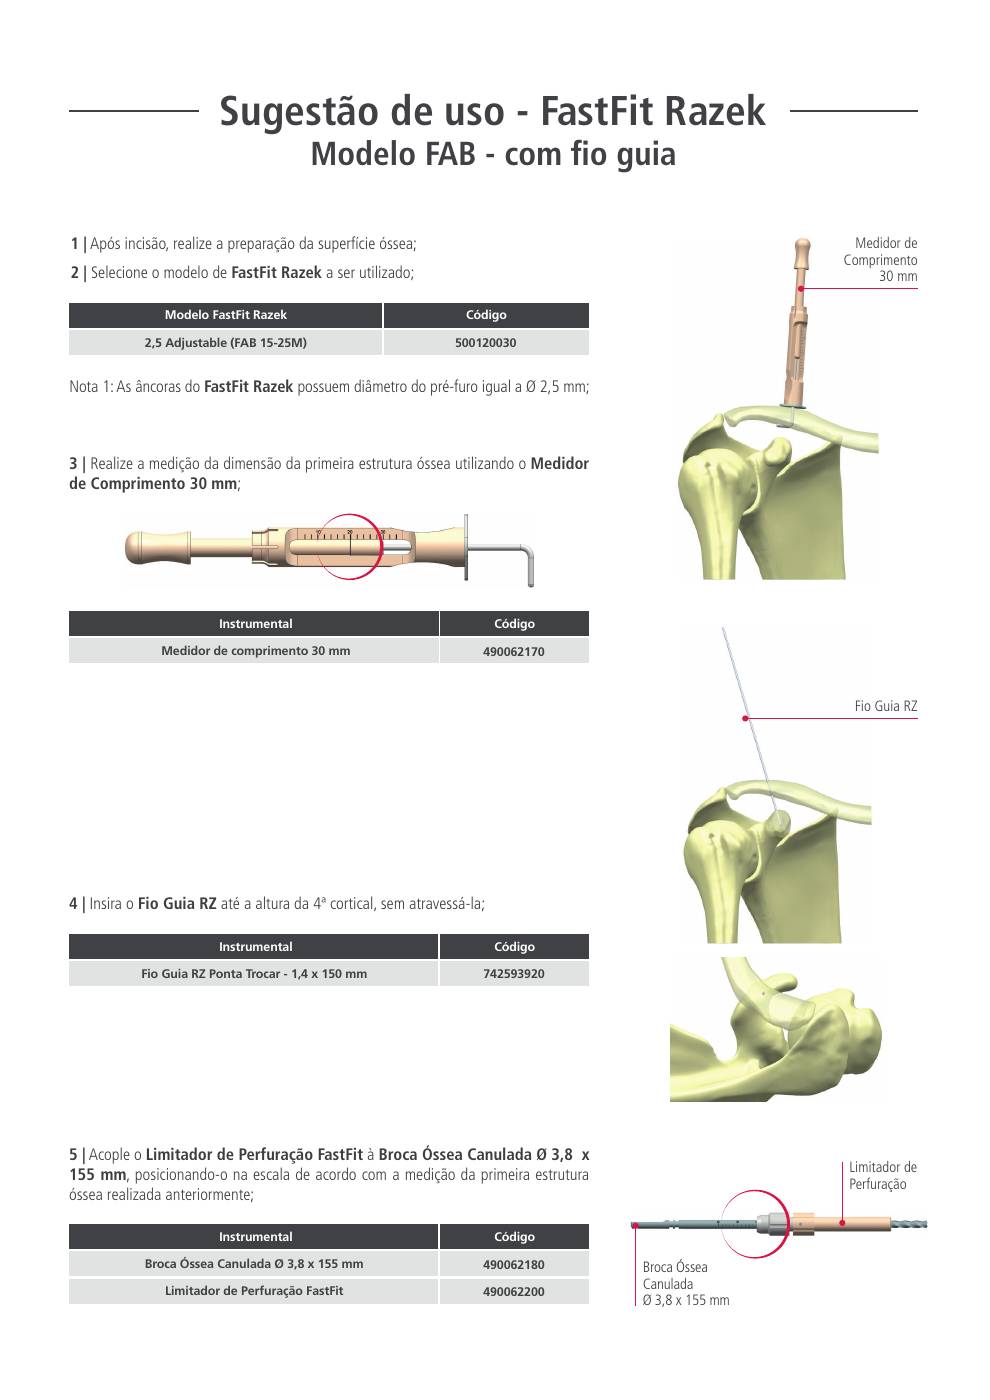 Sugestão de uso - FastFit Razek
Modelo FAB - com fio guia
1 | Após incisão, realize a preparação da superfície óssea;
2 | Selecione o modelo de FastFit Razek a ser utilizado;
Modelo FastFit Razek Código
2,5 Adjustable (FAB 15-25M) 500120030
Nota 1: As âncoras do FastFit Razek possuem diâmetro do pré-furo igual a Ø 2,5 mm;
3 | Realize a medição da dimensão da primeira estrutura óssea utilizando o Medidor
de Comprimento 30 mm;
10 20 30
Instrumental Código
Medidor de comprimento 30 mm 490062170
Medidor de
Comprimento
30 mm
Fio Guia RZ
4 | Insira o Fio Guia RZ até a altura da 4ª cortical, sem atravessá-la;
Instrumental Código
Fio Guia RZ Ponta Trocar - 1,4 x 150 mm 742593920
5 | Acople o Limitador de Perfuração FastFit à Broca Óssea Canulada Ø 3,8 x
155 mm, posicionando-o na escala de acordo com a medição da primeira estrutura
óssea realizada anteriormente;
Instrumental Código
Broca Óssea Canulada Ø 3,8 x 155 mm 490062180
Limitador de Perfuração FastFit 490062200
Limitador de
Perfuração
Broca Óssea
Canulada
Ø 3,8 x 155 mm